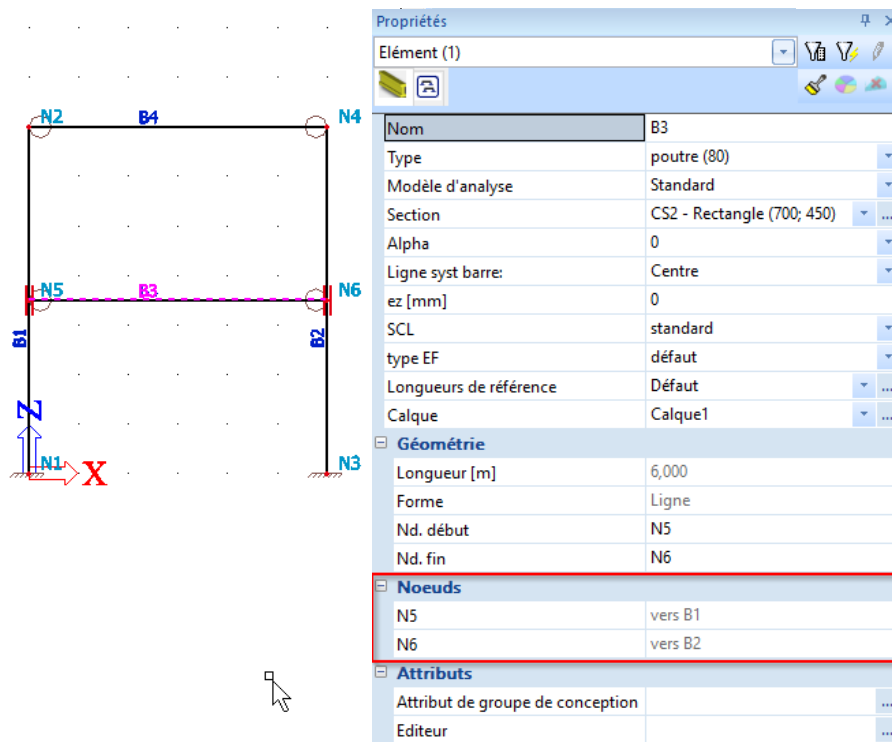 N2
B4
N4
N5
B3
N6
B1
B2
Z
N1
X
N3
Propriétés
Elément (1)
Nom B3
Type poutre (80)
Modèle d'analyse Standard
Section CS2 - Rectangle (700; 450) ...
Alpha 0
Ligne syst barre: Centre
ez [mm] 0
SCL standard
type EF défaut
Longueurs de référence Défaut ...
Calque Calque1 ...
Géométrie
Longueur [m] 6,000
Forme Ligne
Nd. début N5
Nd. fin N6
Noeuds
N5 vers B1
N6 vers B2
Attributs
Attribut de groupe de conception ...
Editeur ...